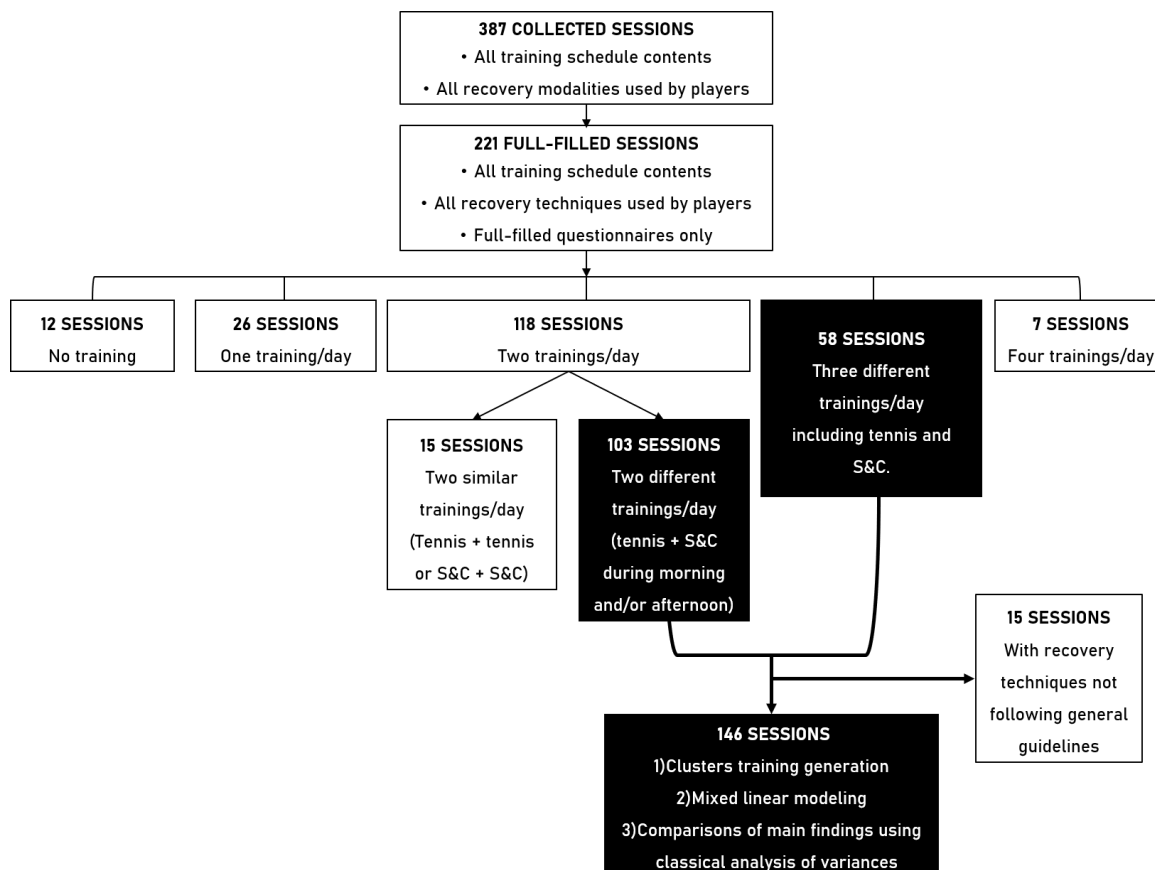 387 COLLECTED SESSIONS
• All training schedule contents
• All recovery modalities used by players
221 FULL-FILLED SESSIONS
• All training schedule contents
• All recovery techniques used by players
• Full-filled questionnaires only
12 SESSIONS
No training
26 SESSIONS
One training/day
118 SESSIONS
Two trainings/day
58 SESSIONS
Three different
trainings/day
including tennis and
S&C.
7 SESSIONS
Four trainings/day
15 SESSIONS
Two similar
trainings/day
(Tennis + tennis
or S&C + S&C)
103 SESSIONS
Two different
trainings/day
(tennis + S&C
during morning
and/or afternoon)
15 SESSIONS
With recovery
techniques not
following general
guidelines
146 SESSIONS
1)Clusters training generation
2)Mixed linear modeling
3)Comparisons of main findings using
classical analysis of variances